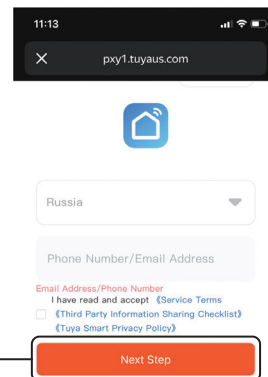 11:13
pxy1.tuyaus.com
Russia
Phone Number/Email Address
Email Address/Phone Number
I have read and accept 《Service Terms
《Third Party Information Sharing Checklist》
《Tuya Smart Privacy Policy》
Next Step